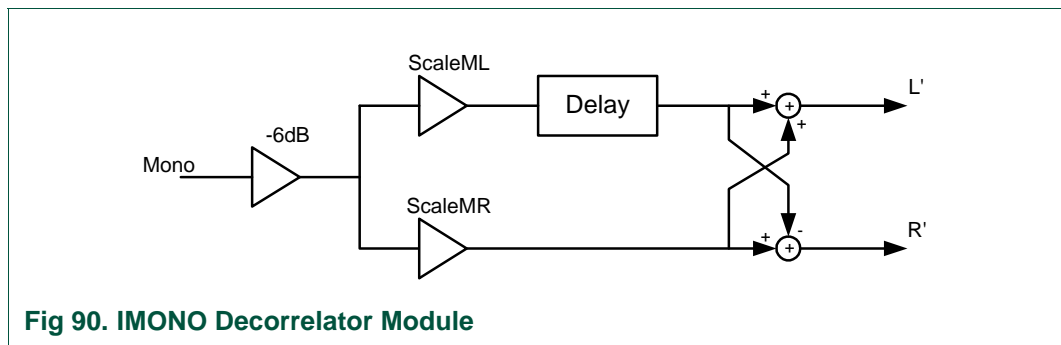 ScaleML
Delay
+
+
L'
+
-6dB
Mono
ScaleMR
+
-
+
R'
Fig 90. IMONO Decorrelator Module